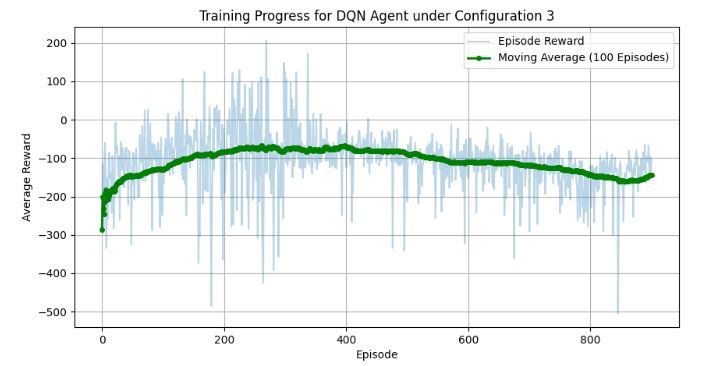 Training Progress for DQN Agent under Configuration 3
Episode Reward
Moving Average (100 Episodes)
Average Reward
200
100
0
−100
−200
−300
−400
−500
0
200
400
600
800
Episode